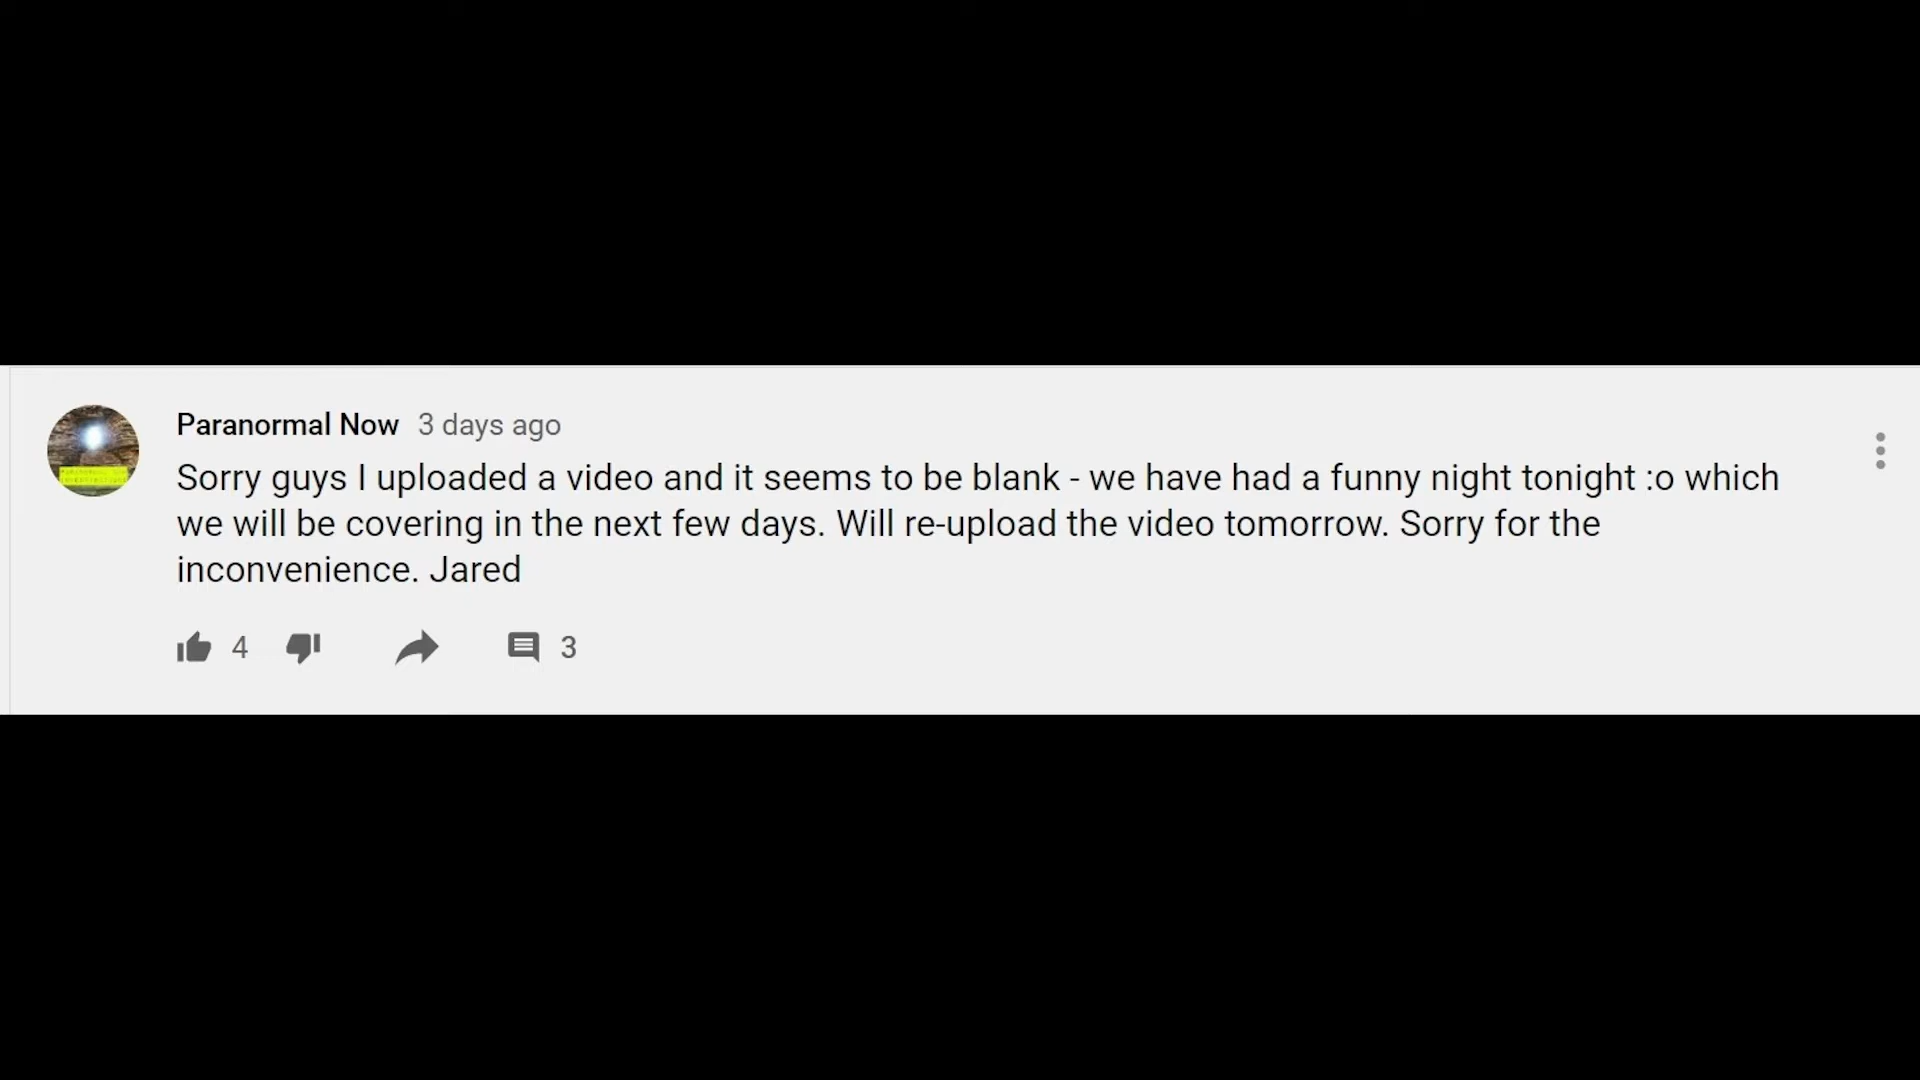 Paranormal Now 3 days ago
Sorry guys I uploaded a video and it seems to be blank - we have had a funny night tonight :o which
we will be covering in the next few days. Will re-upload the video tomorrow. Sorry for the
inconvenience. Jared
4 3